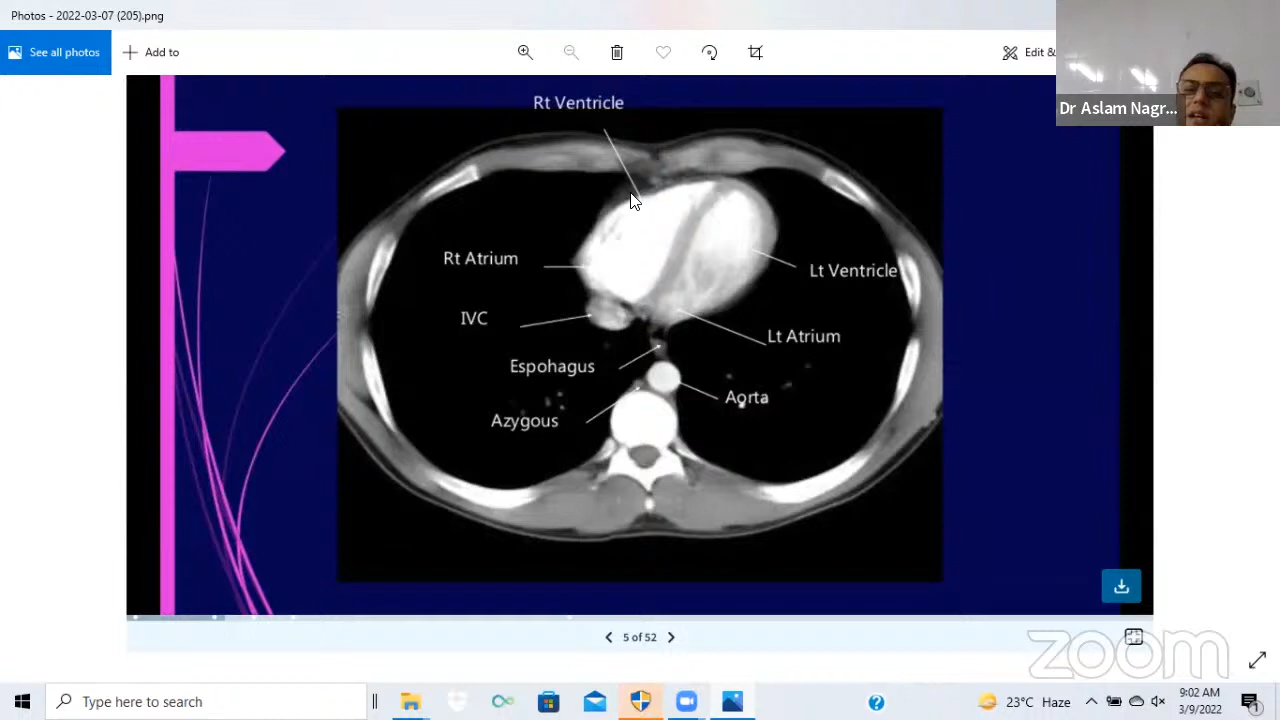 Photos - 2022-03-07 (205).png
See all photos
Add to
Edit &
Dr Aslam Nagr...
Rt Ventricle
Rt Atrium
Lt Ventricle
IVC
Lt Atrium
Espohagus
Aorta
Azygous
5 of 52
zoom
Type here to search
23°C Haze
9:02 AM
3/9/2022
1